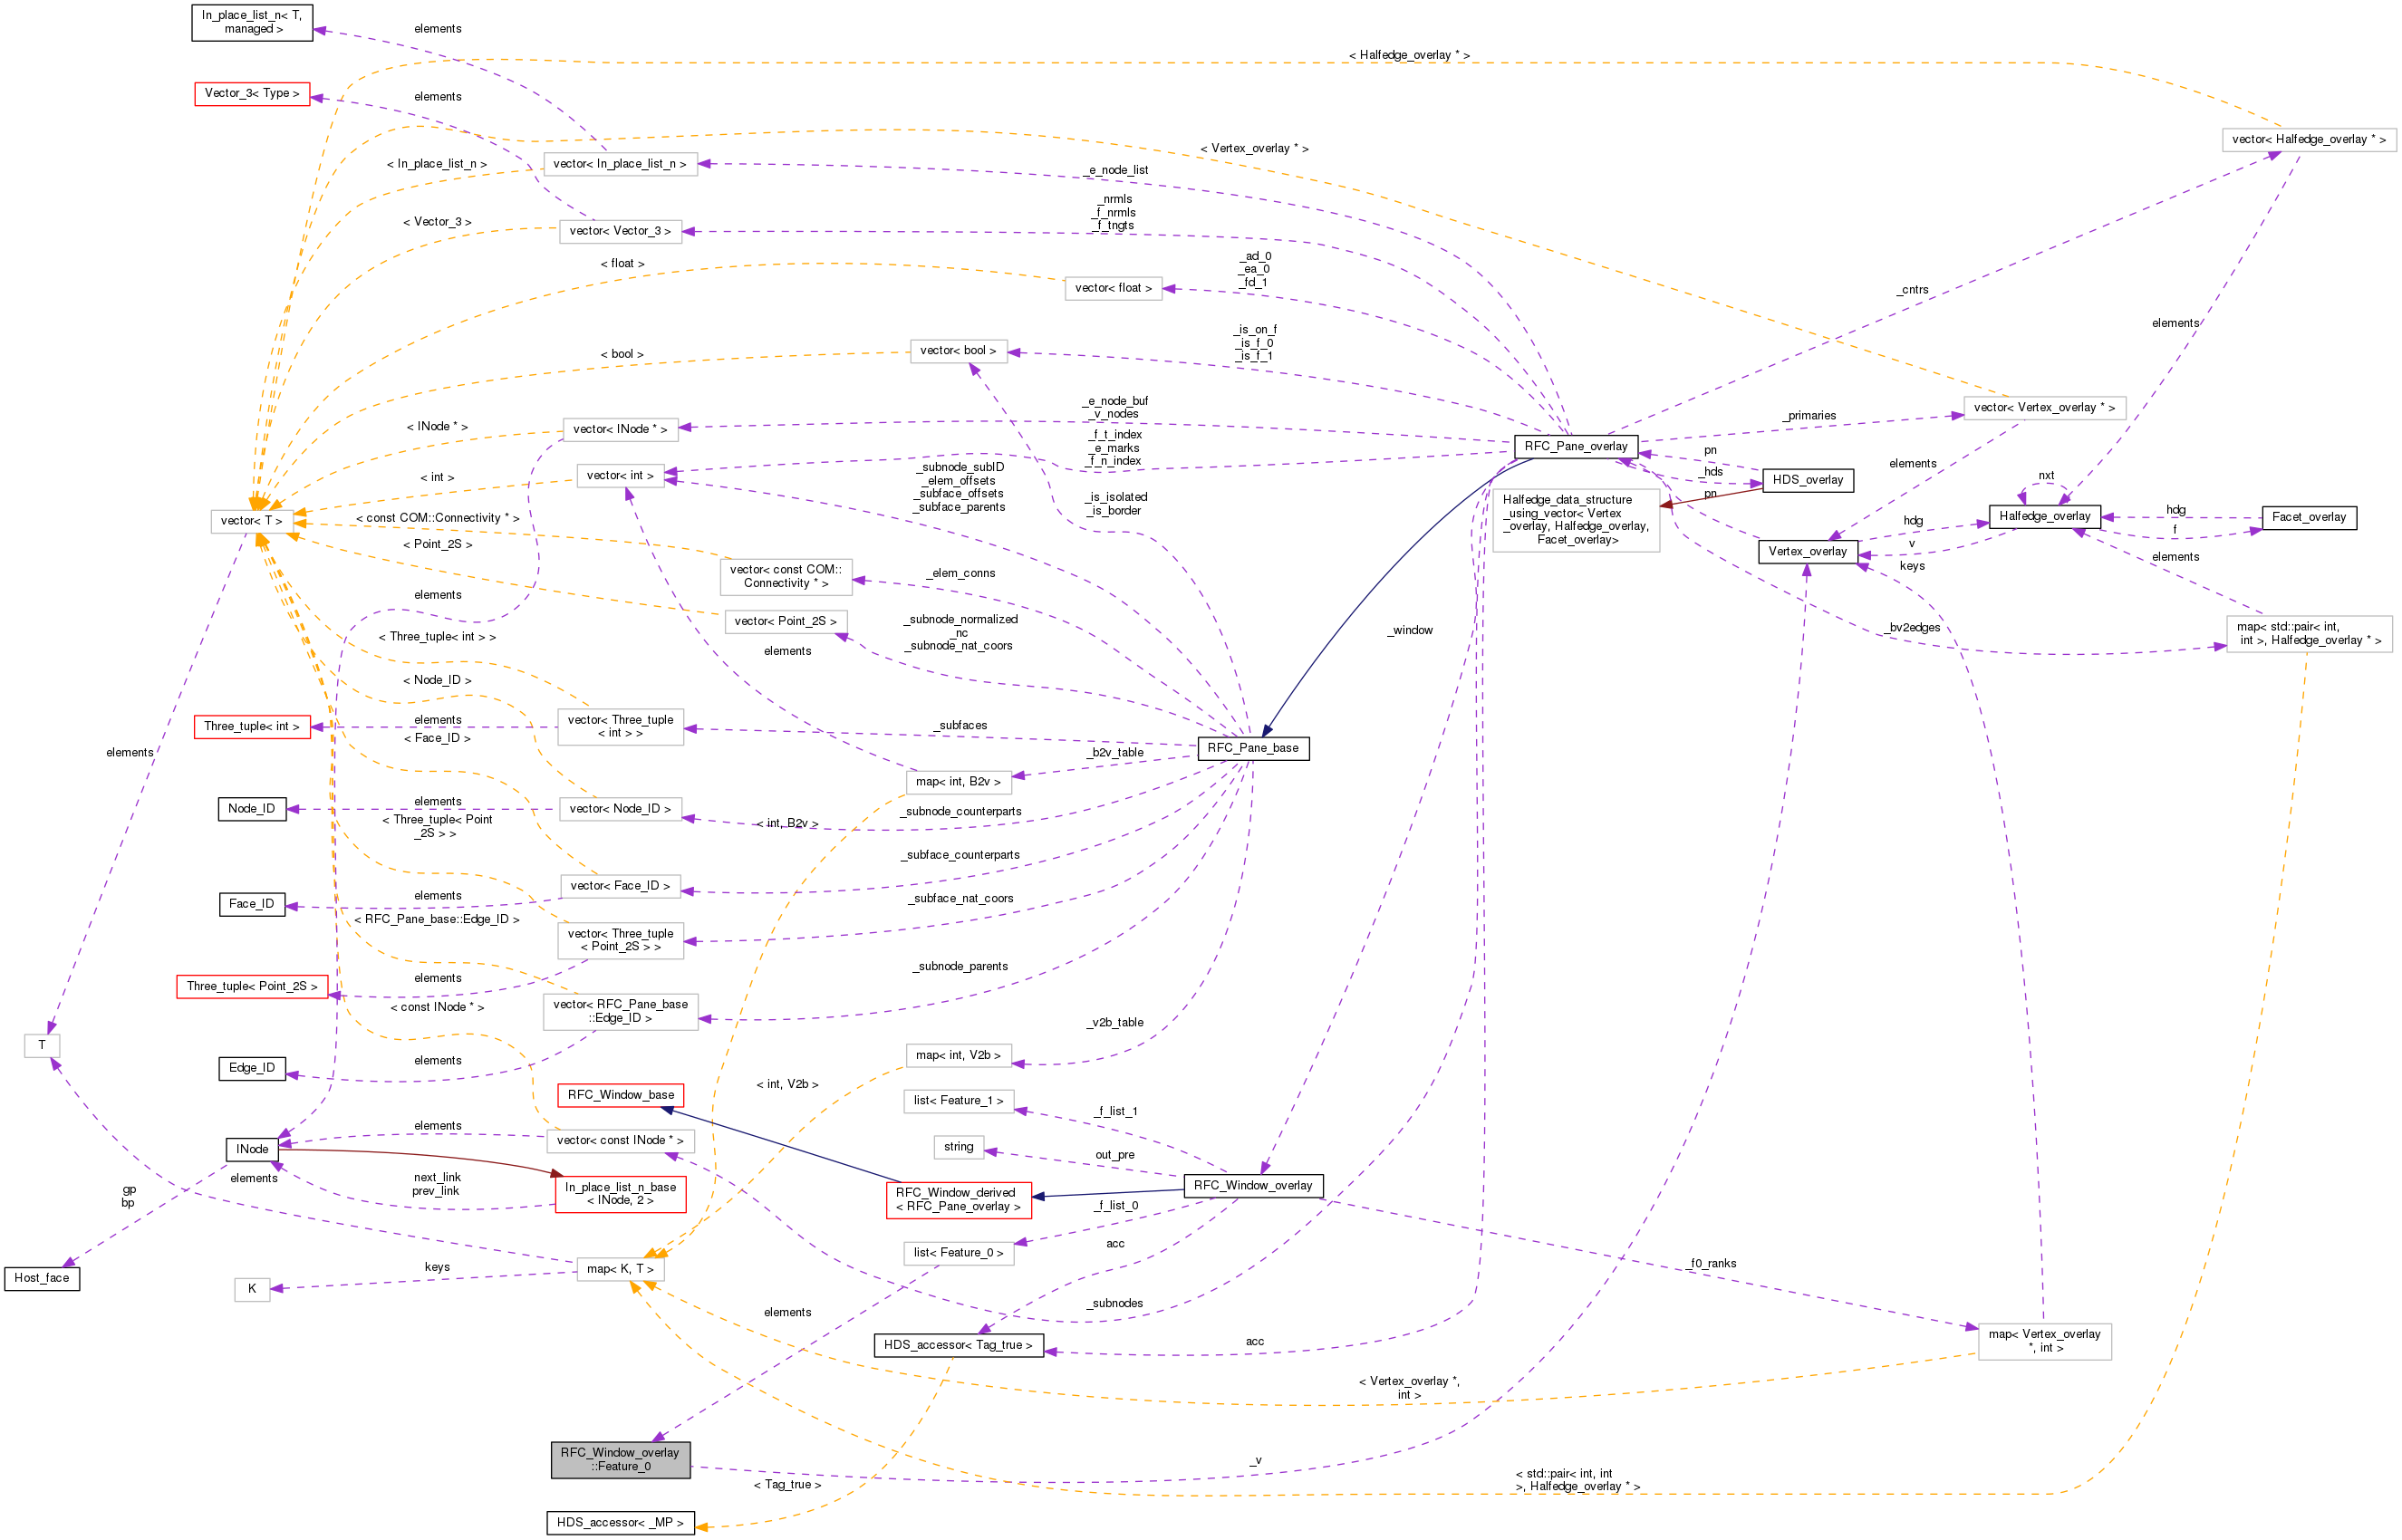 In_place_list_n< T,
managed >
elements
< Halfedge_overlay * >
Vector_3< Type >
elements
vector< Halfedge_overlay * >
< Vertex_overlay * >
< In_place_list_n >
vector< In_place_list_n >
_e_node_list
_nrmls
_f_nrmls
_f_tngts
< Vector_3 >
vector< Vector_3 >
< float >
_ad_0
_ea_0
_fd_1
vector< float >
_cntrs
elements
_is_on_f
_is_f_0
_is_f_1
< bool >
vector< bool >
_e_node_buf
_v_nodes
vector< Vertex_overlay * >
_primaries
< INode * >
vector< INode * >
_f_t_index
_e_marks
_f_n_index
RFC_Pane_overlay
pn
_hds
elements
HDS_overlay
nxt
< int >
vector< int >
_subnode_subID
_elem_offsets
_subface_offsets
_subface_parents
_is_isolated
_is_border
Halfedge_data_structure
_using_vector< Vertex
_overlay, Halfedge_overlay,
Facet_overlay>
pn
vector< T >
< const COM::Connectivity * >
Halfedge_overlay
hdg
f
Facet_overlay
hdg
v
< Point_2S >
Vertex_overlay
keys
elements
vector< const COM::
Connectivity * >
_elem_conns
elements
vector< Point_2S >
_subnode_normalized
_nc
_subnode_nat_coors
_window
_bv2edges
map< std::pair< int,
int >, Halfedge_overlay * >
< Three_tuple< int > >
elements
< Node_ID >
Three_tuple< int >
elements
vector< Three_tuple
< int > >
_subfaces
< Face_ID >
elements
RFC_Pane_base
_b2v_table
map< int, B2v >
Node_ID
elements
vector< Node_ID >
_subnode_counterparts
< Three_tuple< Point
_2S > >
< int, B2v >
_subface_counterparts
vector< Face_ID >
Face_ID
elements
_subface_nat_coors
< RFC_Pane_base::Edge_ID >
vector< Three_tuple
< Point_2S > >
_subnode_parents
Three_tuple< Point_2S >
elements
vector< RFC_Pane_base
::Edge_ID >
< const INode * >
_v2b_table
T
map< int, V2b >
Edge_ID
elements
< int, V2b >
RFC_Window_base
list< Feature_1 >
_f_list_1
elements
vector< const INode * >
string
out_pre
INode
elements
next_link
prev_link
In_place_list_n_base
< INode, 2 >
RFC_Window_derived
< RFC_Pane_overlay >
RFC_Window_overlay
gp
bp
_f_list_0
acc
list< Feature_0 >
Host_face
K
keys
map< K, T >
_f0_ranks
_subnodes
elements
HDS_accessor< Tag_true >
acc
map< Vertex_overlay
*, int >
< Vertex_overlay *,
int >
RFC_Window_overlay
::Feature_0
_v
< Tag_true >
< std::pair< int, int
>, Halfedge_overlay * >
HDS_accessor< _MP >